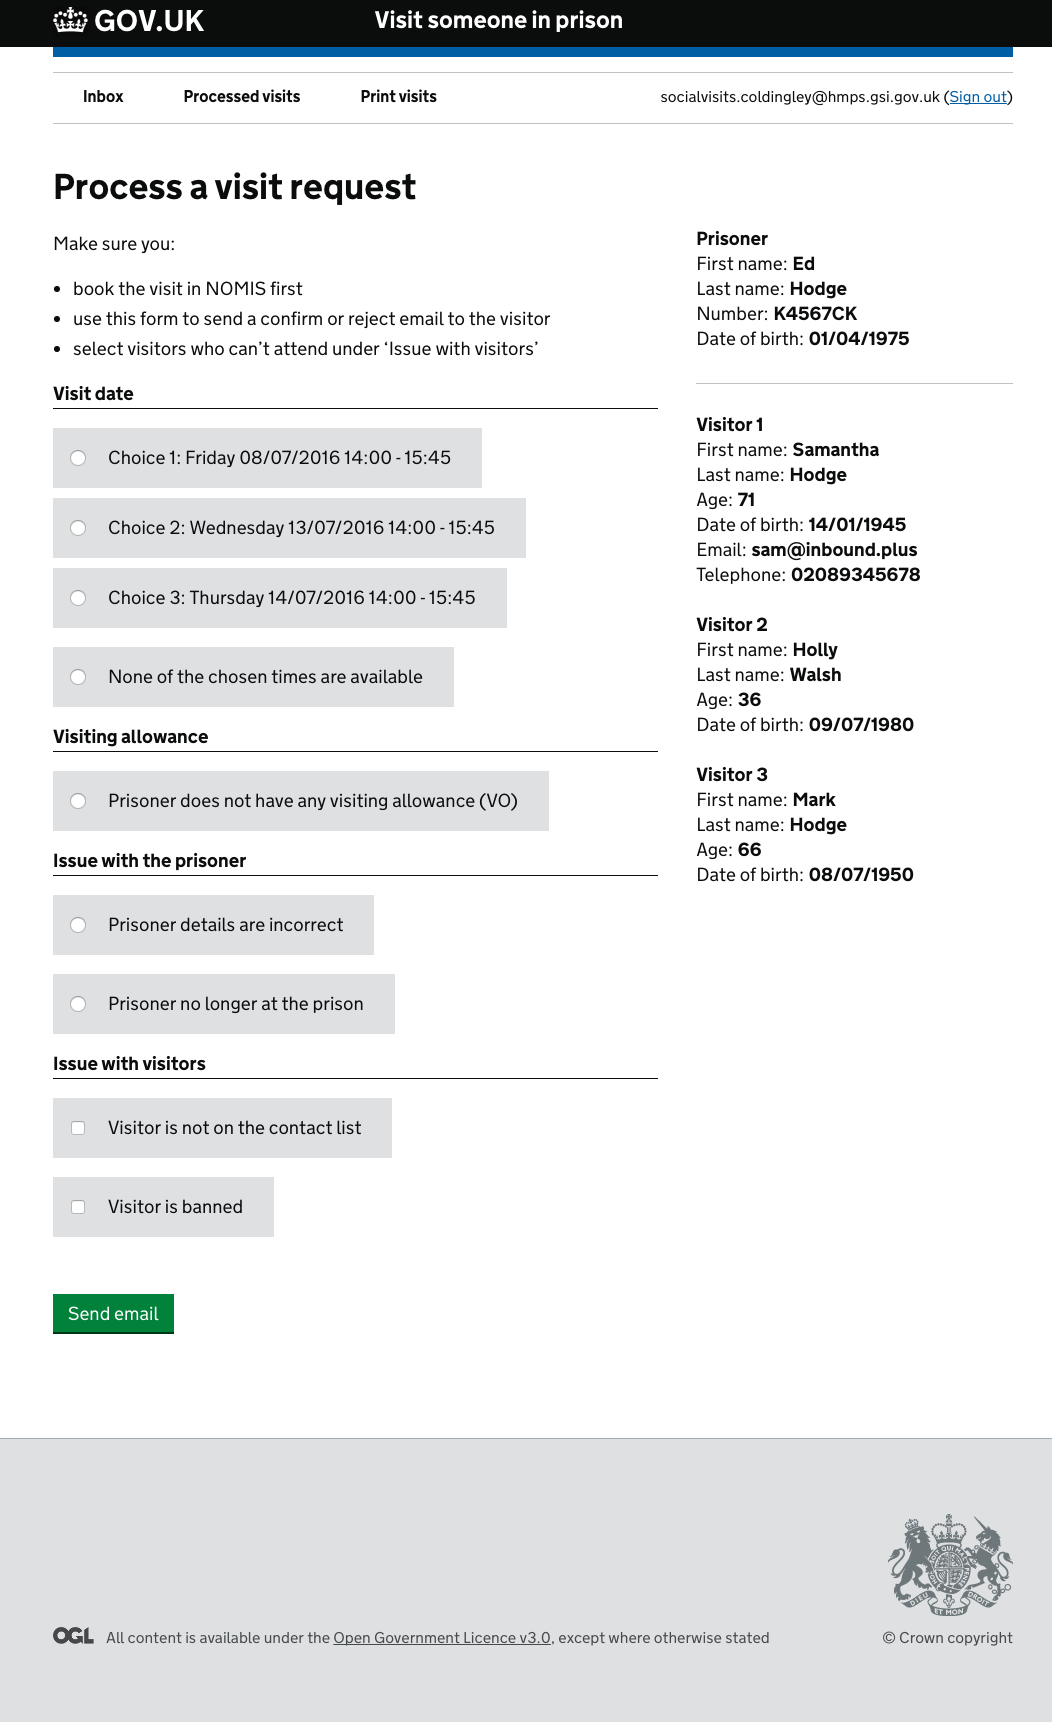 GOV.UK
Visit someone in prison
Inbox Processed visits Print visits socialvisits.coldingley@hmps.gsi.gov.uk (Sign out)
Process a visit request
Make sure you:
• book the visit in NOMIS first
• use this form to send a confirm or reject email to the visitor
• select visitors who can’t attend under ‘Issue with visitors’
Visit date
Choice 1: Friday 08/07/2016 14:00 - 15:45
Choice 2: Wednesday 13/07/2016 14:00 - 15:45
Choice 3: Thursday 14/07/2016 14:00 - 15:45
None of the chosen times are available
Visiting allowance
Prisoner does not have any visiting allowance (VO)
Issue with the prisoner
Prisoner details are incorrect
Prisoner no longer at the prison
Issue with visitors
Visitor is not on the contact list
Visitor is banned
Send email
Prisoner
First name: Ed
Last name: Hodge
Number: K4567CK
Date of birth: 01/04/1975
Visitor 1
First name: Samantha
Last name: Hodge
Age: 71
Date of birth: 14/01/1945
Email: sam@inbound.plus
Telephone: 02089345678
Visitor 2
First name: Holly
Last name: Walsh
Age: 36
Date of birth: 09/07/1980
Visitor 3
First name: Mark
Last name: Hodge
Age: 66
Date of birth: 08/07/1950
DIEU ET MON DROIT
OGL All content is available under the Open Government Licence v3.0, except where otherwise stated
© Crown copyright